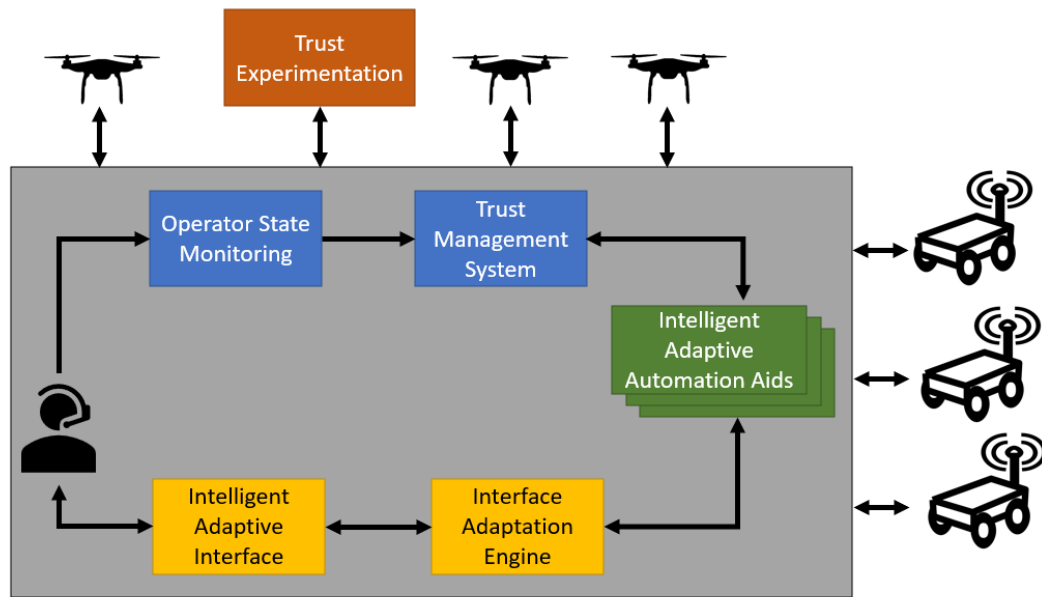 Trust
Experimentation
Operator State
Monitoring
Trust
Management
System
Intelligent
Adaptive
Automation Aids
Intelligent
Adaptive
Interface
Interface
Adaptation
Engine